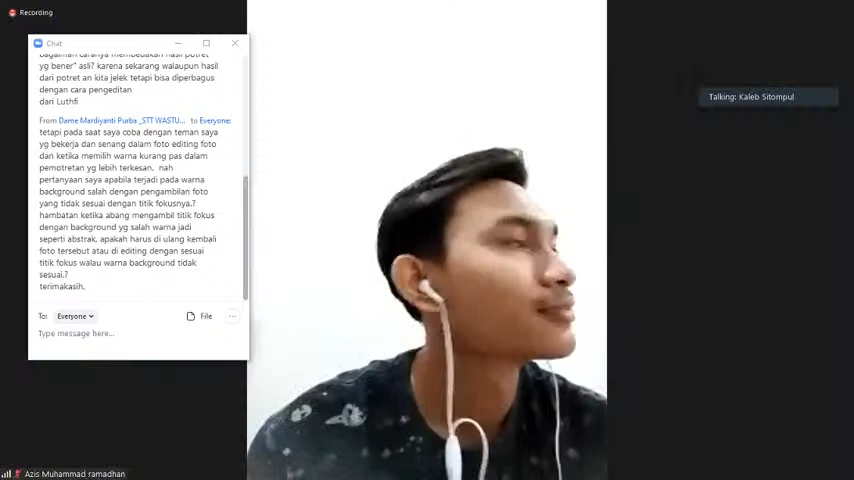 Recording
Chat
bagaiman caranya membedakan hasil potret
yg bener" asli? karena sekarang walaupun hasil
dari potret an kita jelek tetapi bisa diperbagus
dengan cara pengeditan
dari Luthfi
From Dame Mardiyanti Purba _STT WASTU... to Everyone:
tetapi pada saat saya coba dengan teman saya
yg bekerja dan senang dalam foto editing foto
dan ketika memilih warna kurang pas dalam
pemotretan yg lebih terkesan.  nah
pertanyaan saya apabila terjadi pada warna
background salah dengan pengambilan foto
yang tidak sesuai dengan titik fokusnya.?
hambatan ketika abang mengambil titik fokus
dengan background yg salah warna jadi
seperti abstrak, apakah harus di ulang kembali
foto tersebut atau di editing dengan sesuai
titik fokus walau warna background tidak
sesuai.?
terimakasih.
To: Everyone File ...
Type message here...
Talking: Kaleb Sitompul
Azis Muhammad ramadhan